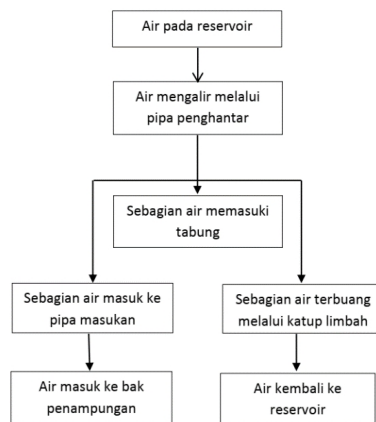 Air pada reservoir
Air mengalir melalui
pipa penghantar
Sebagian air memasuki
tabung
Sebagian air masuk ke
pipa masukan
Sebagian air terbuang
melalui katup limbah
Air masuk ke bak
penampungan
Air kembali ke
reservoir